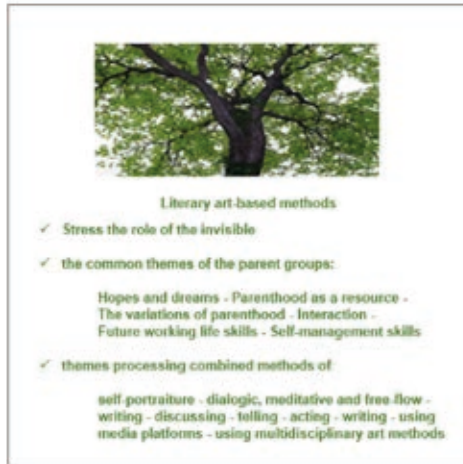 Literary art-based methods
✓ Stress the role of the invisible
✓ the common themes of the parent groups:
Hopes and dreams - Parenthood as a resource -
The variations of parenthood - Interaction -
Future working life skills - Self-management skills
✓ themes processing combined methods of
self-portraiture - dialogic, meditative and free-flow -
writing - discussing - telling - acting - writing - using
media platforms - using multidisciplinary art methods